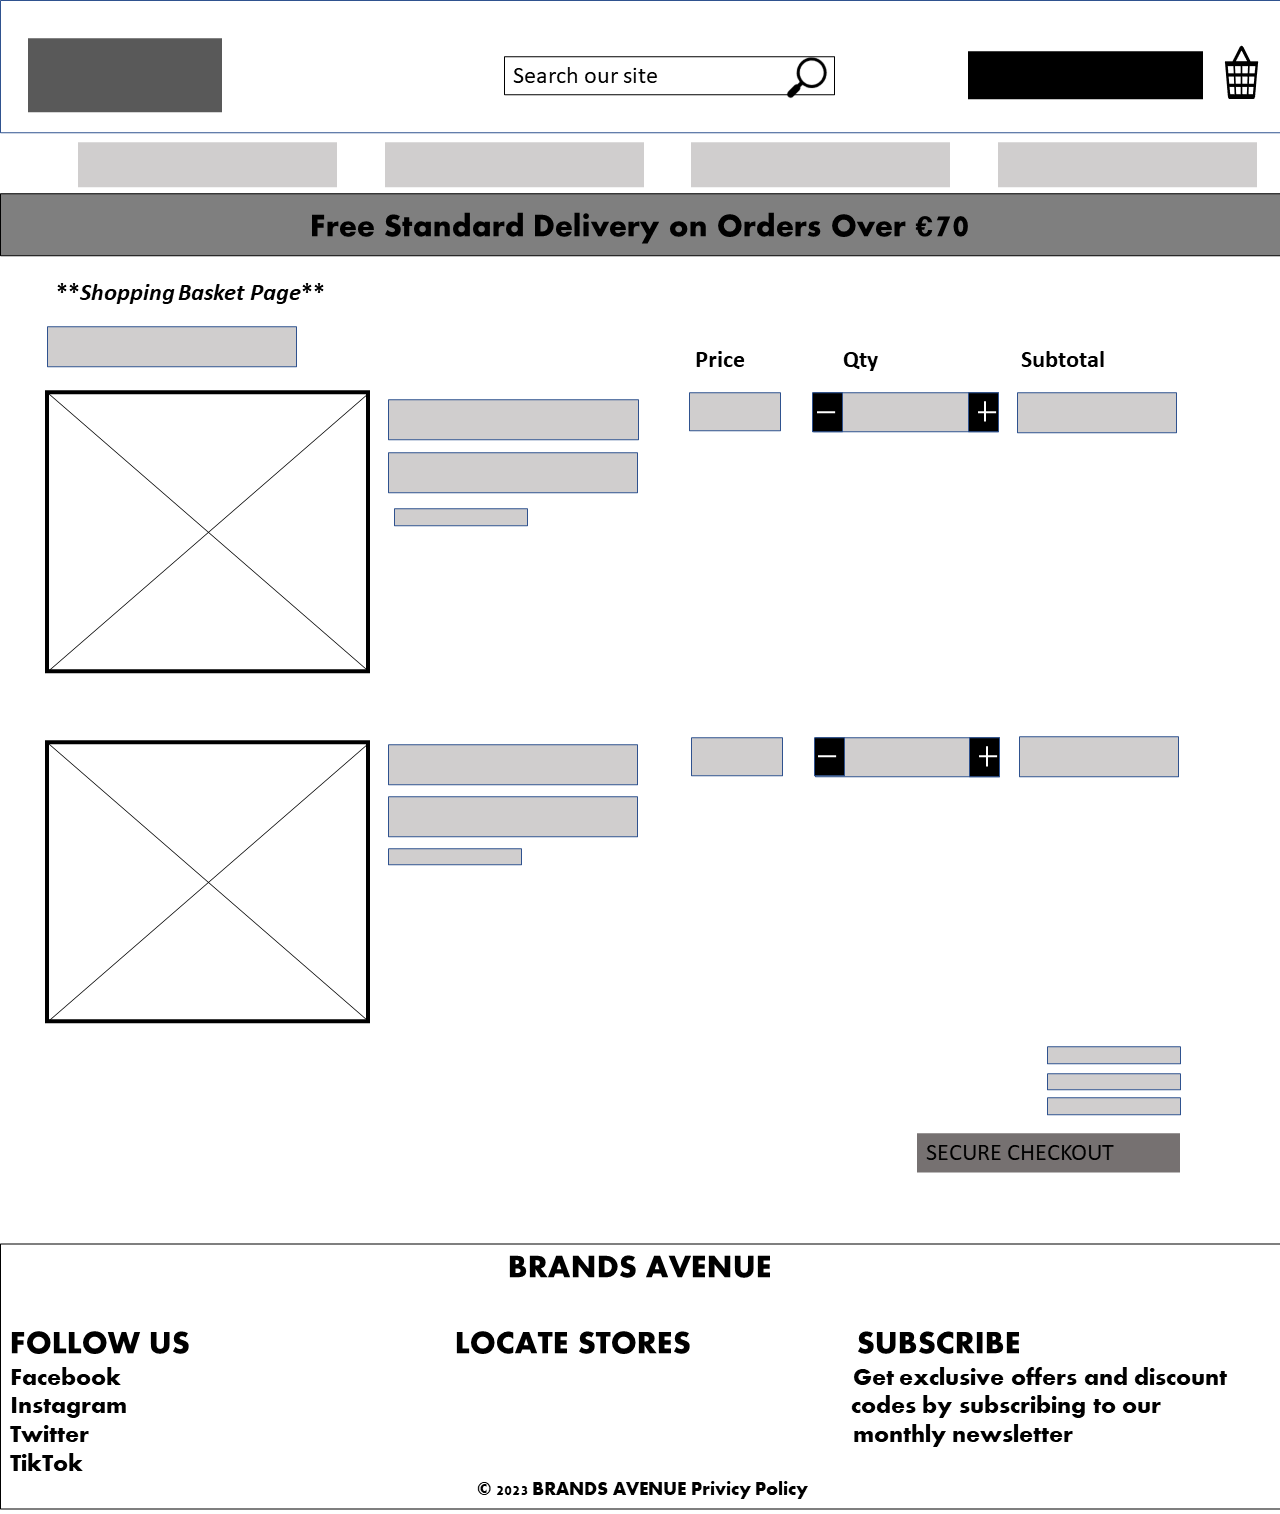 Search our site
Free Standard Delivery on Orders Over €70
**Shopping Basket Page**
Price Qty Subtotal
SECURE CHECKOUT
BRANDS AVENUE
FOLLOW US
Facebook
Instagram
Twitter
TikTok
LOCATE STORES
SUBSCRIBE
Get exclusive offers and discount
codes by subscribing to our
monthly newsletter
© 2023 BRANDS AVENUE Privicy Policy